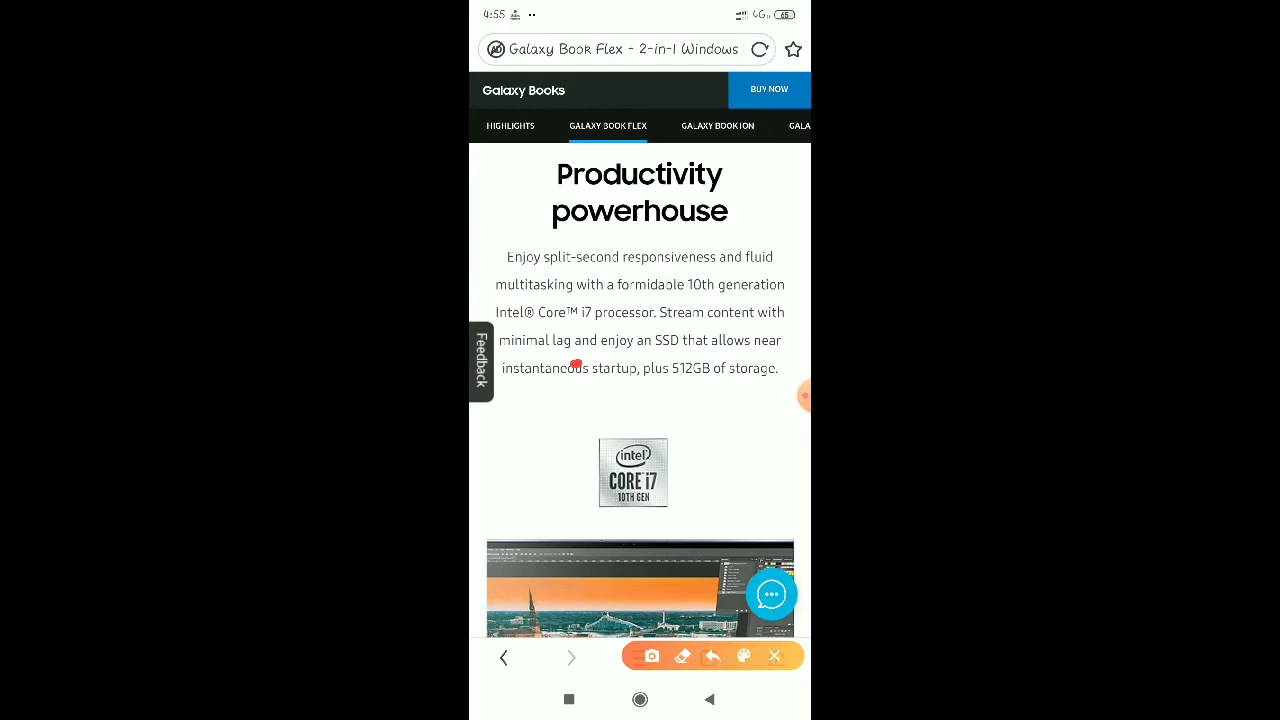 4:55
4G
65
AD Galaxy Book Flex - 2-in-1 Windows
Galaxy Books
BUY NOW
HIGHLIGHTS GALAXY BOOK FLEX GALAXY BOOK ION GALA
Productivity
powerhouse
Enjoy split-second responsiveness and fluid
multitasking with a formidable 10th generation
Intel® Core™ i7 processor. Stream content with
minimal lag and enjoy an SSD that allows near
instantaneous startup, plus 512GB of storage.
Feedback
intel
CORE i7
10TH GEN